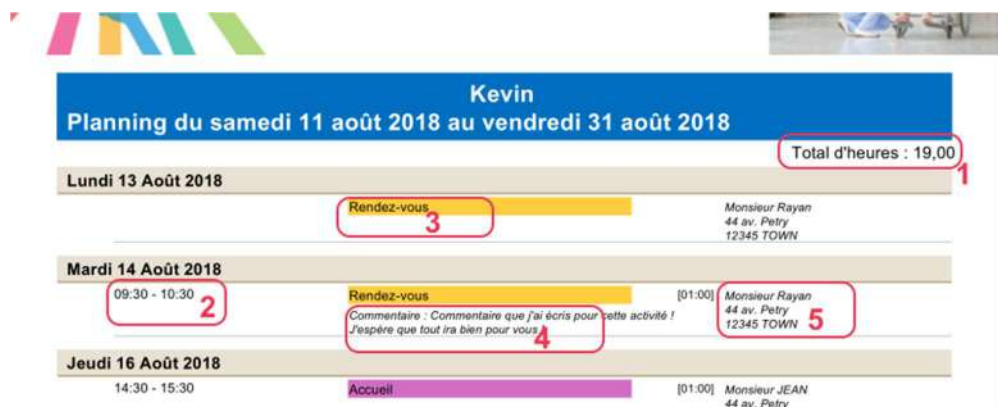 Kevin
Planning du samedi 11 août 2018 au vendredi 31 août 2018
Total d'heures : 19,00
1
Lundi 13 Août 2018
Rendez-vous
3
Monsieur Rayan
44 av. Petry
12345 TOWN
Mardi 14 Août 2018
09:30 - 10:30
2
Rendez-vous
[01:00]
Monsieur Rayan
44 av. Petry
12345 TOWN
5
Commentaire : Commentaire que j'ai écris pour cette activité !
J'espère que tout ira bien pour vous !
4
Jeudi 16 Août 2018
14:30 - 15:30
Accueil
[01:00]
Monsieur JEAN
44 av. Petry